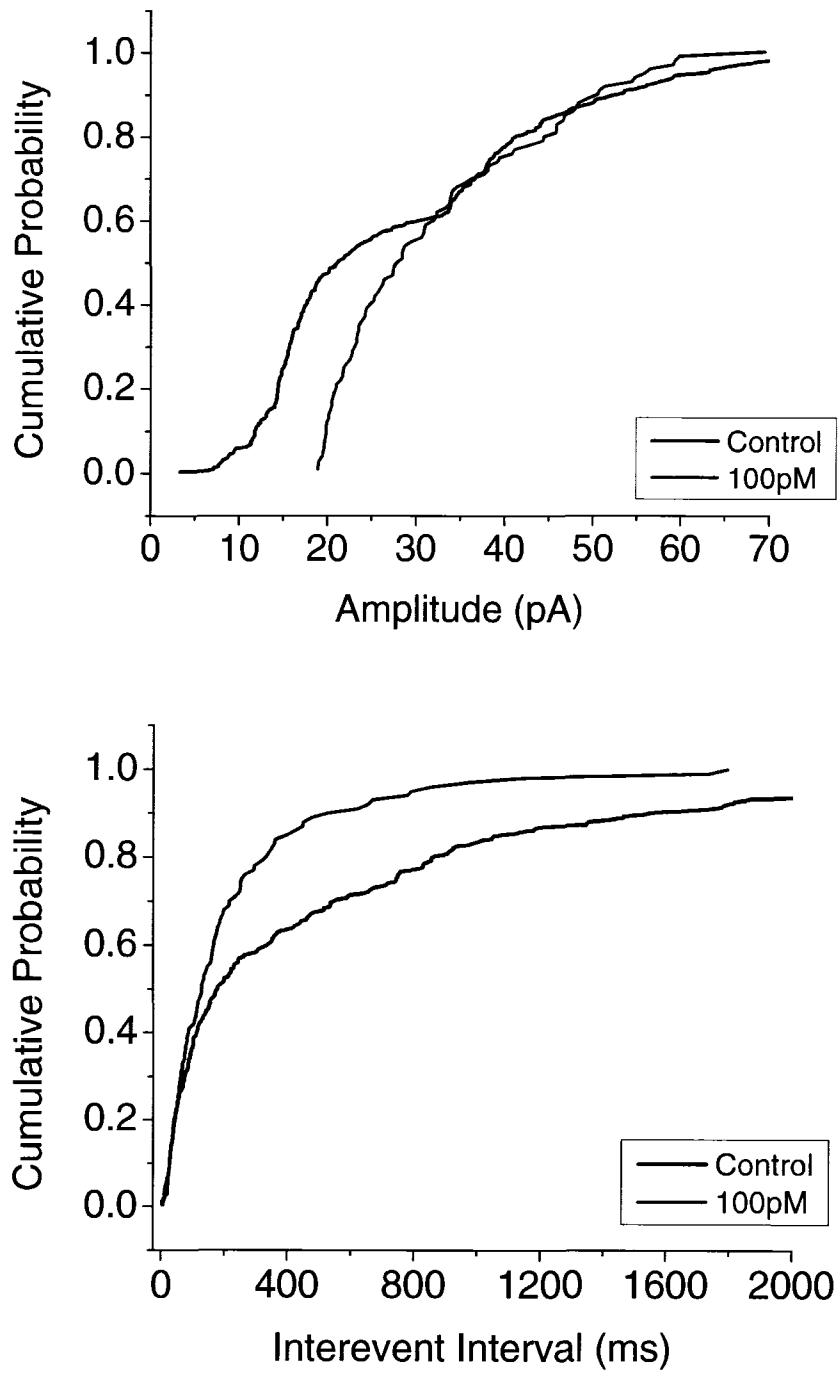 Cumulative Probability
1.0
0.8
0.6
0.4
0.2
0.0
Control
100pM
0 10 20 30 40 50 60 70
Amplitude (pA)
Cumulative Probability
1.0
0.8
0.6
0.4
0.2
0.0
Control
100pM
0 400 800 1200 1600 2000
Interevent Interval (ms)